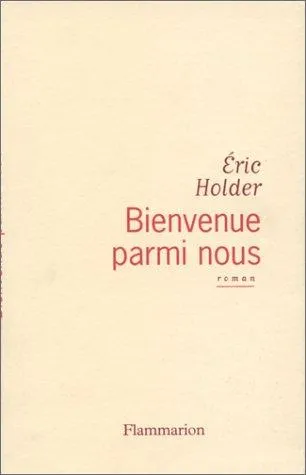 Éric
Holder
Bienvenue
parmi nous
roman
Flammarion